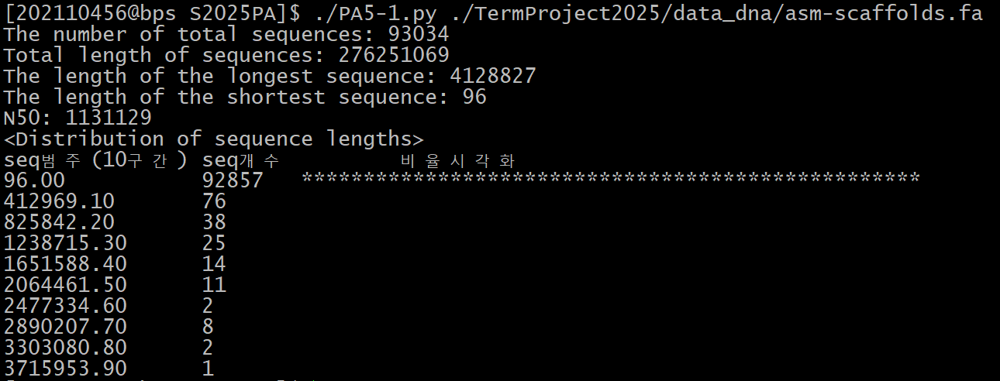 [202110456@bps S2025PA]$ ./PA5-1.py ./TermProject2025/data_dna/asm-scaffolds.fa
The number of total sequences: 93034
Total length of sequences: 276251069
The length of the longest sequence: 4128827
The length of the shortest sequence: 96
N50: 1131129
<Distribution of sequence lengths>
seq범주(10구간) seq개수 비율시각화
96.00 92857 **************************************************
412969.10 76
825842.20 38
1238715.30 25
1651588.40 14
2064461.50 11
2477334.60 2
2890207.70 8
3303080.80 2
3715953.90 1